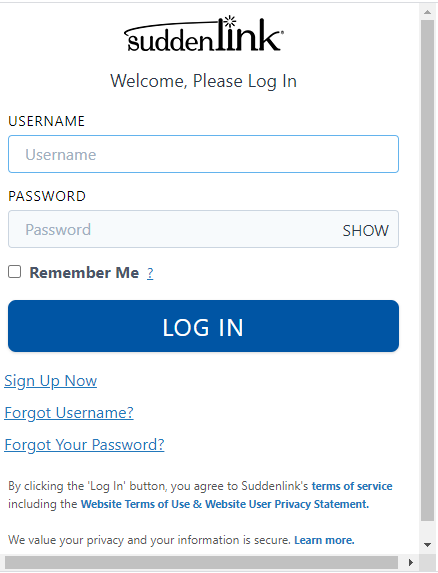 suddenlink
Welcome, Please Log In
USERNAME
Username
PASSWORD
Password SHOW
Remember Me ?
LOG IN
Sign Up Now
Forgot Username?
Forgot Your Password?
By clicking the 'Log In' button, you agree to Suddenlink's terms of service
including the Website Terms of Use & Website User Privacy Statement.
We value your privacy and your information is secure. Learn more.